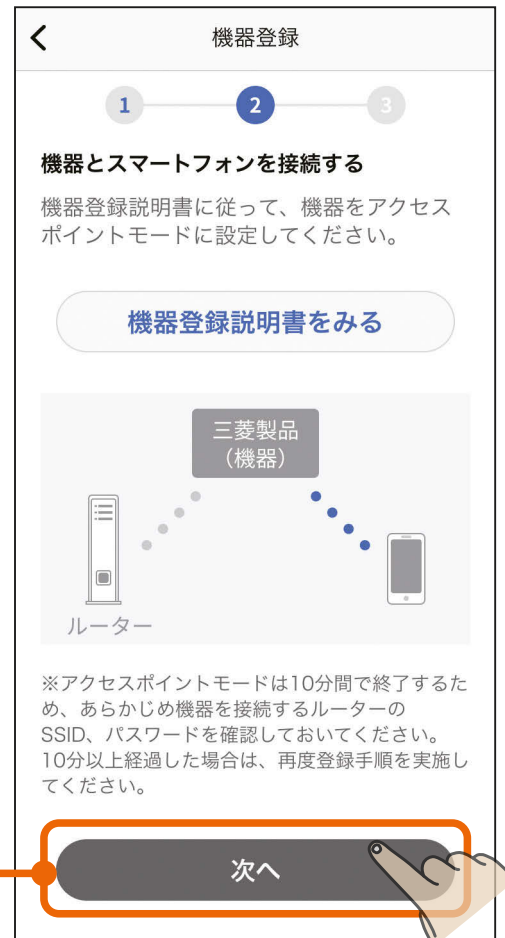 機器登録
1 2 3
機器とスマートフォンを接続する
機器登録説明書に従って、機器をアクセス
ポイントモードに設定してください。
機器登録説明書をみる
三菱製品
（機器）
ルーター
※アクセスポイントモードは10分間で終了するた
め、あらかじめ機器を接続するルーターの
SSID、パスワードを確認しておいてください。
10分以上経過した場合は、再度登録手順を実施し
てください。
次へ